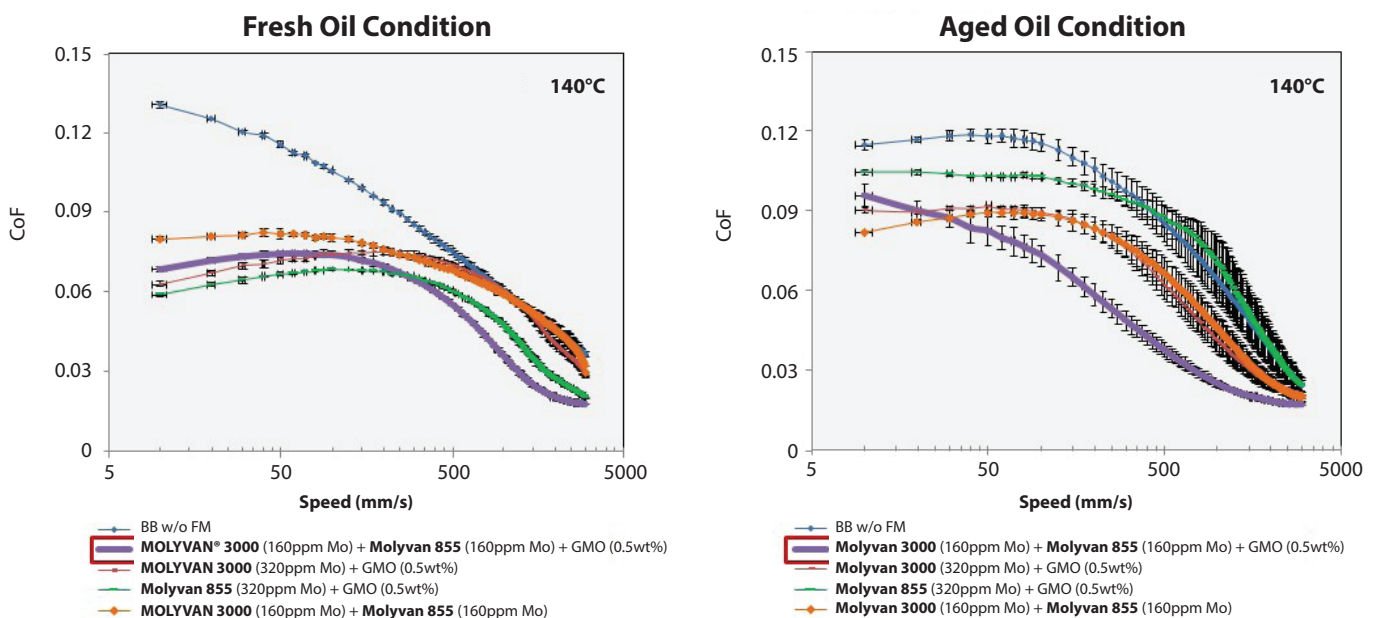 Fresh Oil Condition
0.15
0.12
0.09
0.06
0.03
0
CoF
140°C
5
50
500
5000
Speed (mm/s)
BB w/o FM
MOLYVAN® 3000 (160ppm Mo) + Molyvan 855 (160ppm Mo) + GMO (0.5wt%)
MOLYVAN 3000 (320ppm Mo) + GMO (0.5wt%)
Molyvan 855 (320ppm Mo) + GMO (0.5wt%)
MOLYVAN 3000 (160ppm Mo) + Molyvan 855 (160ppm Mo)
Aged Oil Condition
0.15
0.12
0.09
0.06
0.03
0
CoF
140°C
5
50
500
5000
Speed (mm/s)
BB w/o FM
Molyvan 3000 (160ppm Mo) + Molyvan 855 (160ppm Mo) + GMO (0.5wt%)
Molyvan 3000 (320ppm Mo) + GMO (0.5wt%)
Molyvan 855 (320ppm Mo) + GMO (0.5wt%)
Molyvan 3000 (160ppm Mo) + Molyvan 855 (160ppm Mo)